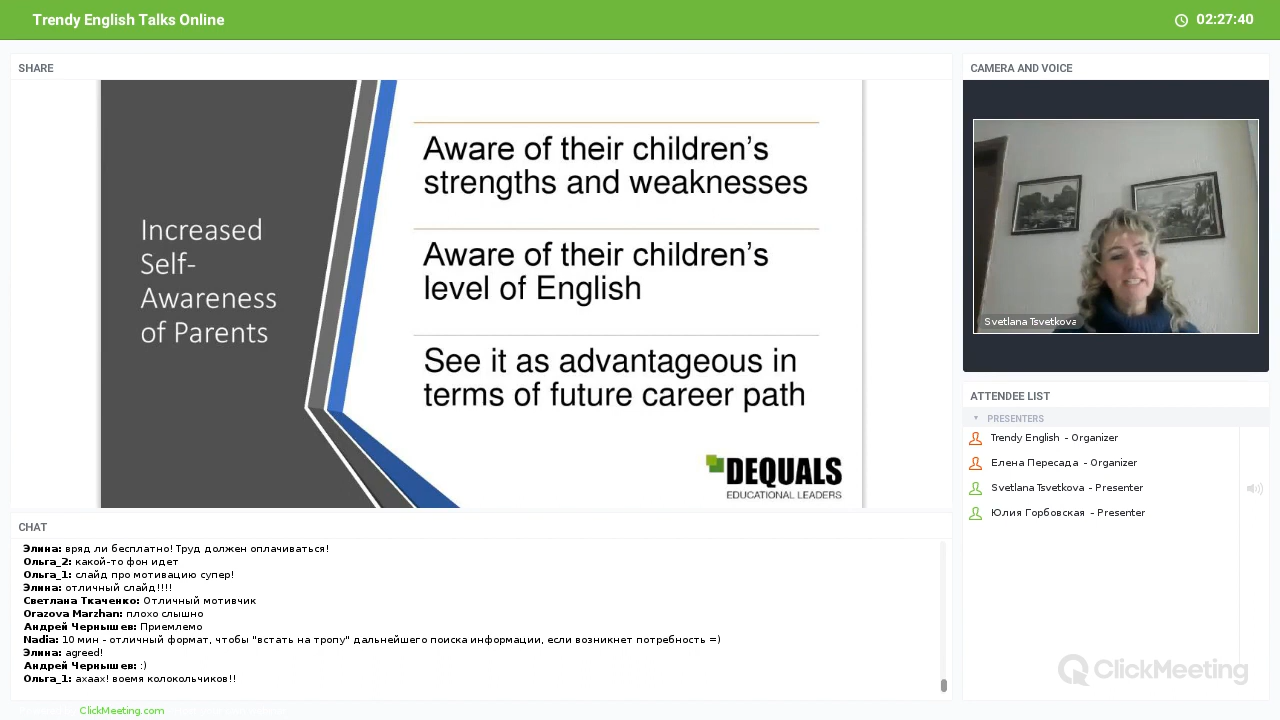 Trendy English Talks Online
02:27:40
SHARE
Increased
Self-
Awareness
of Parents
Aware of their children's
strengths and weaknesses
Aware of their children's
level of English
See it as advantageous in
terms of future career path
DEQUALS
EDUCATIONAL LEADERS
CAMERA AND VOICE
Svetlana Tsvetkova
ATTENDEE LIST
PRESENTERS
Trendy English - Organizer
Елена Пересада - Organizer
Svetlana Tsvetkova - Presenter
Юлия Горбовская - Presenter
CHAT
Элина: вряд ли бесплатно! Труд должен оплачиваться!
Ольга_2: какой-то фон идет
Ольга_1: слайд про мотивацию супер!
Элина: отличный слайд!!!!
Светлана Ткаченко: Отличный мотивчик
Orazova Marzhan: плохо слышно
Андрей Чернышев: Приемлемо
Nadia: 10 мин - отличный формат, чтобы "встать на тропу" дальнейшего поиска информации, если возникнет потребность =)
Элина: agreed!
Андрей Чернышев: :)
Ольга_1: ахаах! воемя колокольчиков!!
ClickMeeting
ClickMeeting.com